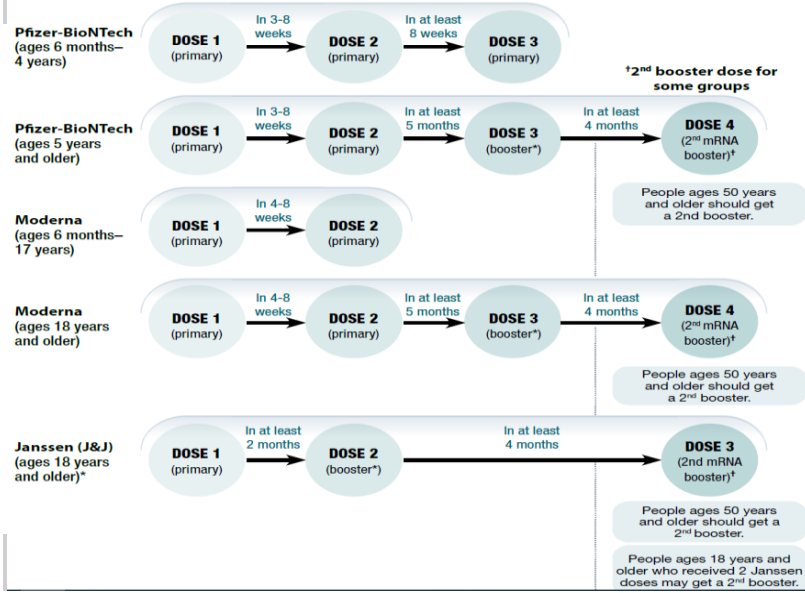 Pfizer-BioNTech
(ages 6 months–
4 years)
DOSE 1
(primary)
In 3-8
weeks
DOSE 2
(primary)
In at least
8 weeks
DOSE 3
(primary)
†2nd booster dose for
some groups
Pfizer-BioNTech
(ages 5 years
and older)
DOSE 1
(primary)
In 3-8
weeks
DOSE 2
(primary)
In at least
5 months
DOSE 3
(booster*)
In at least
4 months
DOSE 4
(2nd mRNA
booster)†
People ages 50 years
and older should get
a 2nd booster.
Moderna
(ages 6 months–
17 years)
DOSE 1
(primary)
In 4-8
weeks
DOSE 2
(primary)
Moderna
(ages 18 years
and older)
DOSE 1
(primary)
In 4-8
weeks
DOSE 2
(primary)
In at least
5 months
DOSE 3
(booster*)
In at least
4 months
DOSE 4
(2nd mRNA
booster)†
People ages 50 years
and older should get
a 2nd booster.
Janssen (J&J)
(ages 18 years
and older)*
DOSE 1
(primary)
In at least
2 months
DOSE 2
(booster*)
In at least
4 months
DOSE 3
(2nd mRNA
booster)†
People ages 50 years
and older should get a
2nd booster.
People ages 18 years and
older who received 2 Janssen
doses may get a 2nd booster.